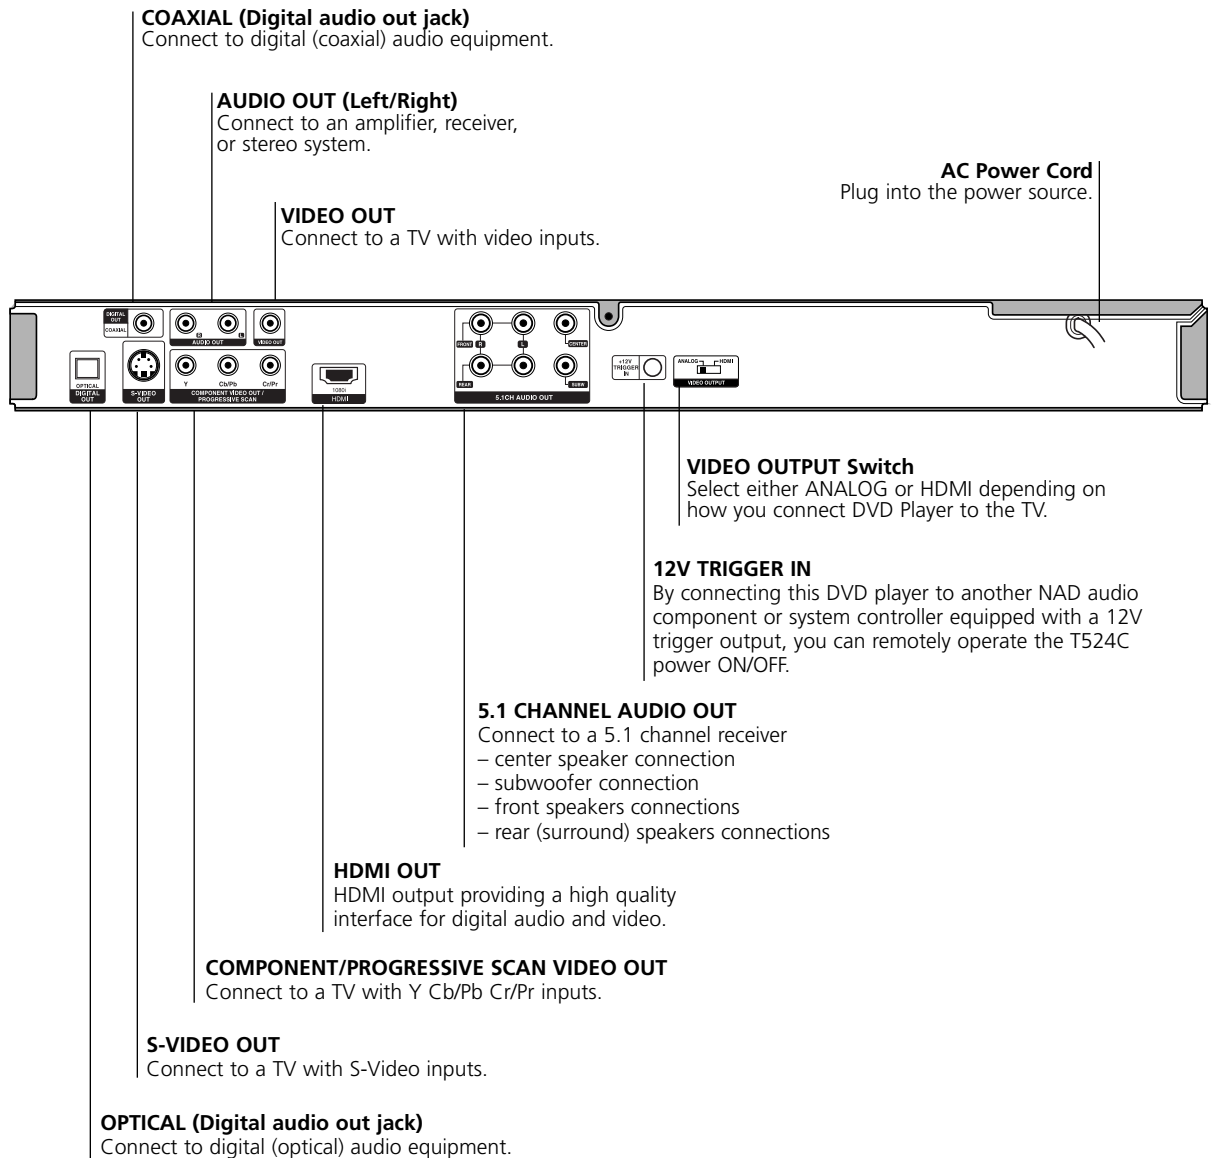 COAXIAL (Digital audio out jack)
Connect to digital (coaxial) audio equipment.
AUDIO OUT (Left/Right)
Connect to an amplifier, receiver,
or stereo system.
AC Power Cord
Plug into the power source.
VIDEO OUT
Connect to a TV with video inputs.
DIGITAL
OUT
COAXIAL
R
L
AUDIO OUT
VIDEO OUT
OPTICAL
DIGITAL
OUT
S-VIDEO
OUT
Y Cb/Pb Cr/Pr
COMPONENT VIDEO OUT /
PROGRESSIVE SCAN
1080i
HDMI
FRONT R L CENTER
REAR SUBW
5.1CH AUDIO OUT
+12V
TRIGGER
IN
ANALOG HDMI
VIDEO OUTPUT
VIDEO OUTPUT Switch
Select either ANALOG or HDMI depending on
how you connect DVD Player to the TV.
12V TRIGGER IN
By connecting this DVD player to another NAD audio
component or system controller equipped with a 12V
trigger output, you can remotely operate the T524C
power ON/OFF.
5.1 CHANNEL AUDIO OUT
Connect to a 5.1 channel receiver
– center speaker connection
– subwoofer connection
– front speakers connections
– rear (surround) speakers connections
HDMI OUT
HDMI output providing a high quality
interface for digital audio and video.
COMPONENT/PROGRESSIVE SCAN VIDEO OUT
Connect to a TV with Y Cb/Pb Cr/Pr inputs.
S-VIDEO OUT
Connect to a TV with S-Video inputs.
OPTICAL (Digital audio out jack)
Connect to digital (optical) audio equipment.